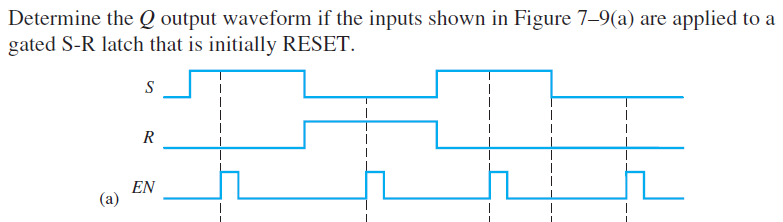 Determine the Q output waveform if the inputs shown in Figure 7–9(a) are applied to a
gated S-R latch that is initially RESET.
S
R
EN
(a)